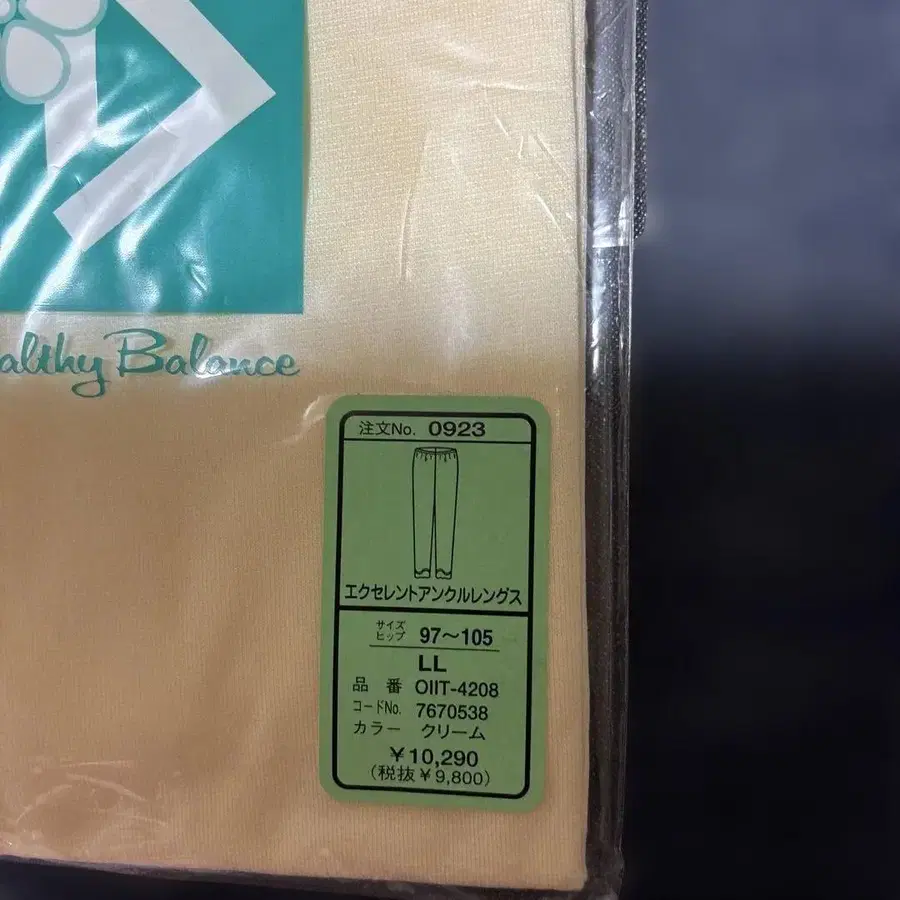 althy Balance
注文No. 0923
エクセレントアンクルレングス
サイズ
ヒップ 97～105
LL
品 番 OIIT-4208
コードNo. 7670538
カラー クリーム
￥10,290
(税抜￥9,800)